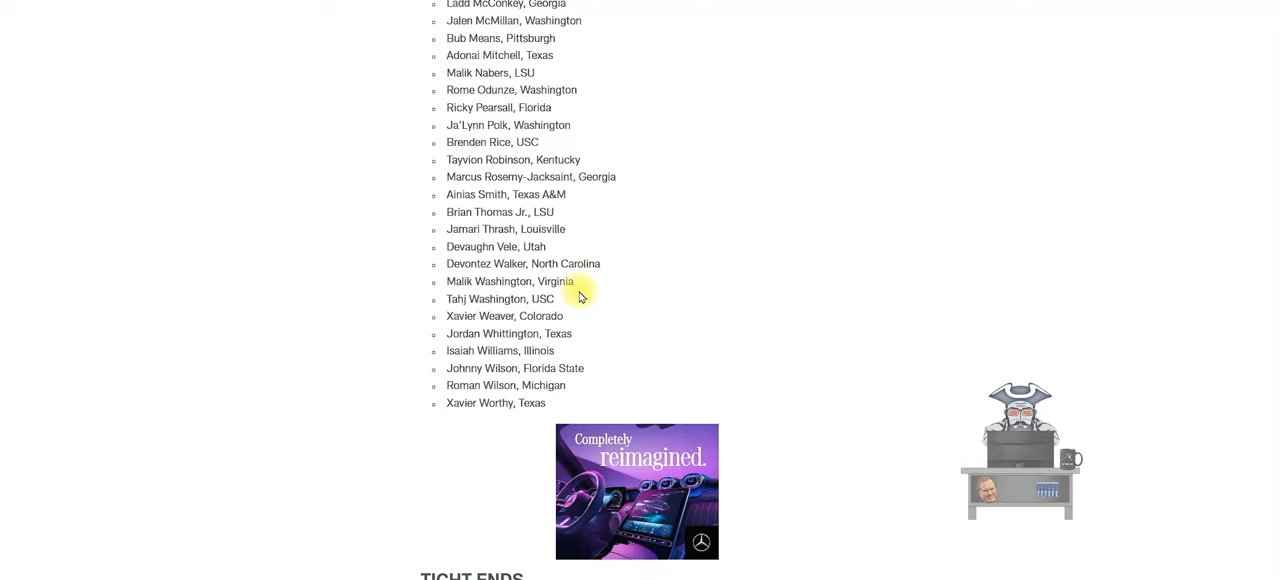 Ladd McConkey, Georgia
Jalen McMillan, Washington
Bub Means, Pittsburgh
Adonai Mitchell, Texas
Malik Nabers, LSU
Rome Odunze, Washington
Ricky Pearsall, Florida
Ja'Lynn Polk, Washington
Brenden Rice, USC
Tayvion Robinson, Kentucky
Marcus Rosemy-Jacksaint, Georgia
Ainias Smith, Texas A&M
Brian Thomas Jr., LSU
Jamari Thrash, Louisville
Devaughn Vele, Utah
Devontez Walker, North Carolina
Malik Washington, Virginia
Tahj Washington, USC
Xavier Weaver, Colorado
Jordan Whittington, Texas
Isaiah Williams, Illinois
Johnny Wilson, Florida State
Roman Wilson, Michigan
Xavier Worthy, Texas
Completely
reimagined.
TIGHT ENDS